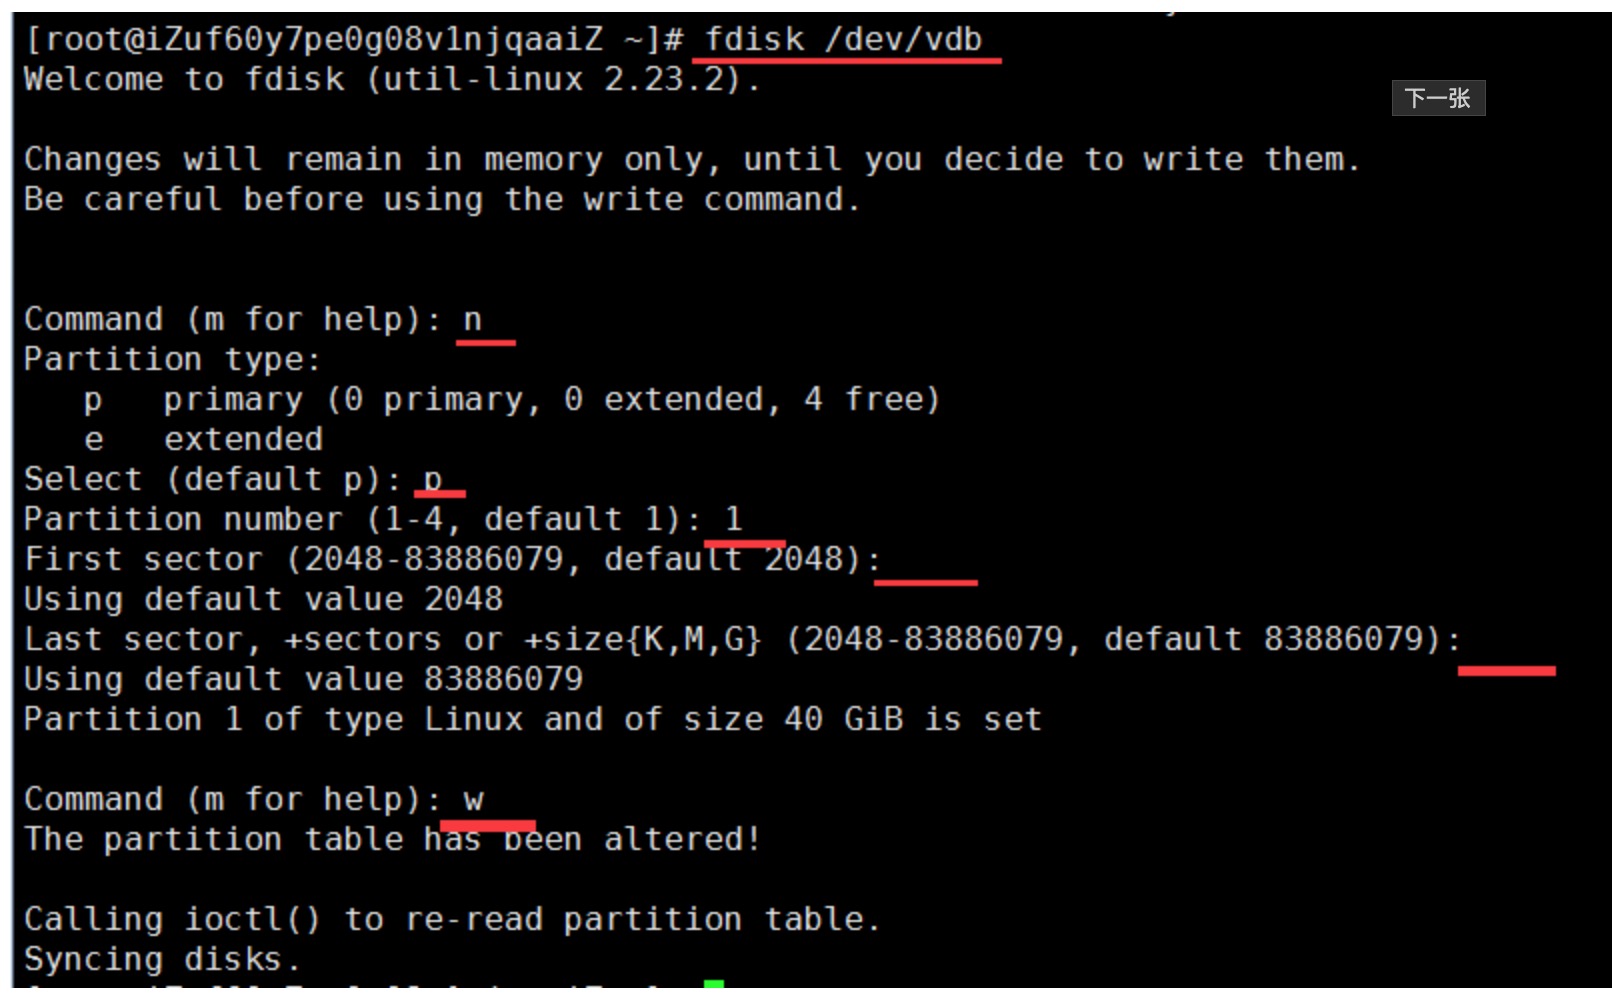 [root@iZuf60y7pe0g08v1njqaaiZ ~]# fdisk /dev/vdb
Welcome to fdisk (util-linux 2.23.2).
下一张
Changes will remain in memory only, until you decide to write them.
Be careful before using the write command.
Command (m for help): n
Partition type:
   p   primary (0 primary, 0 extended, 4 free)
   e   extended
Select (default p): p
Partition number (1-4, default 1): 1
First sector (2048-83886079, default 2048):
Using default value 2048
Last sector, +sectors or +size{K,M,G} (2048-83886079, default 83886079):
Using default value 83886079
Partition 1 of type Linux and of size 40 GiB is set
Command (m for help): w
The partition table has been altered!
Calling ioctl() to re-read partition table.
Syncing disks.